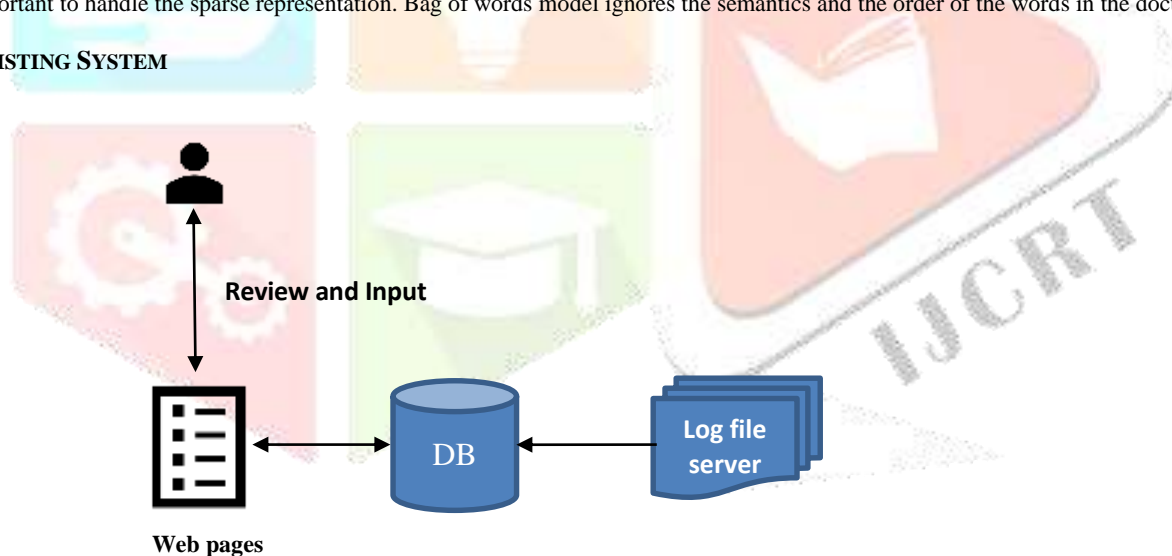 ortant to handle the sparse representation. Bag of words model ignores the semantics and the order of the words in the doc
ISTING SYSTEM
Review and Input
DB
Log file
server
Web pages
IJCRT